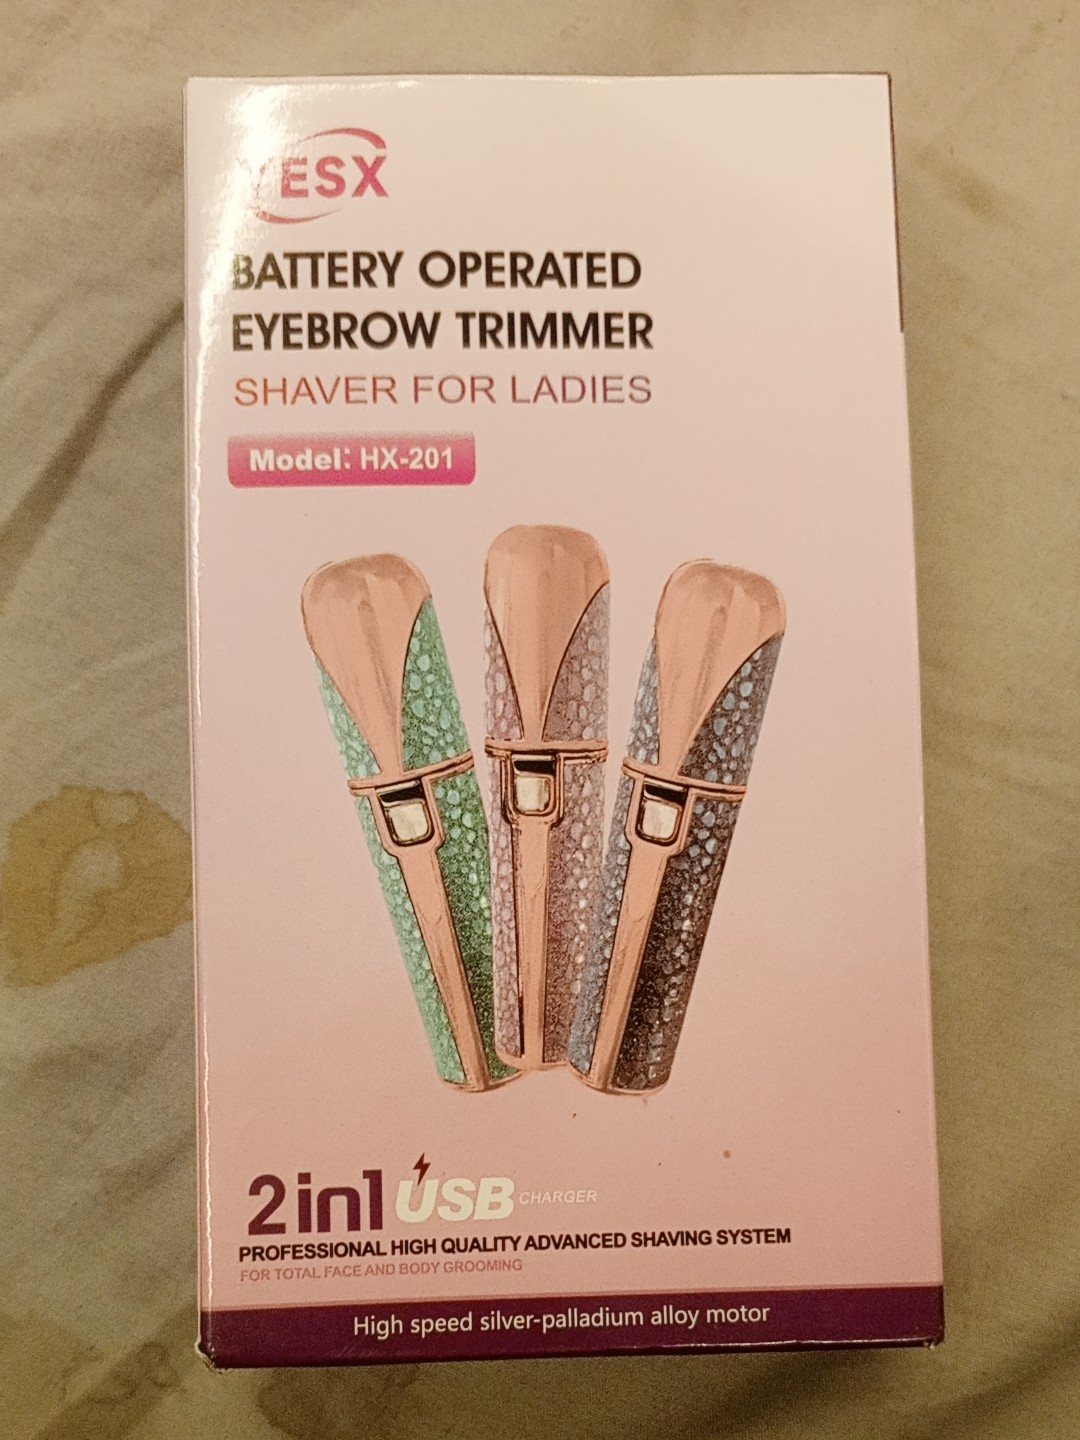 YESX
BATTERY OPERATED
EYEBROW TRIMMER
SHAVER FOR LADIES
Model: HX-201
2in1 USB CHARGER
PROFESSIONAL HIGH QUALITY ADVANCED SHAVING SYSTEM
FOR TOTAL FACE AND BODY GROOMING
High speed silver-palladium alloy motor